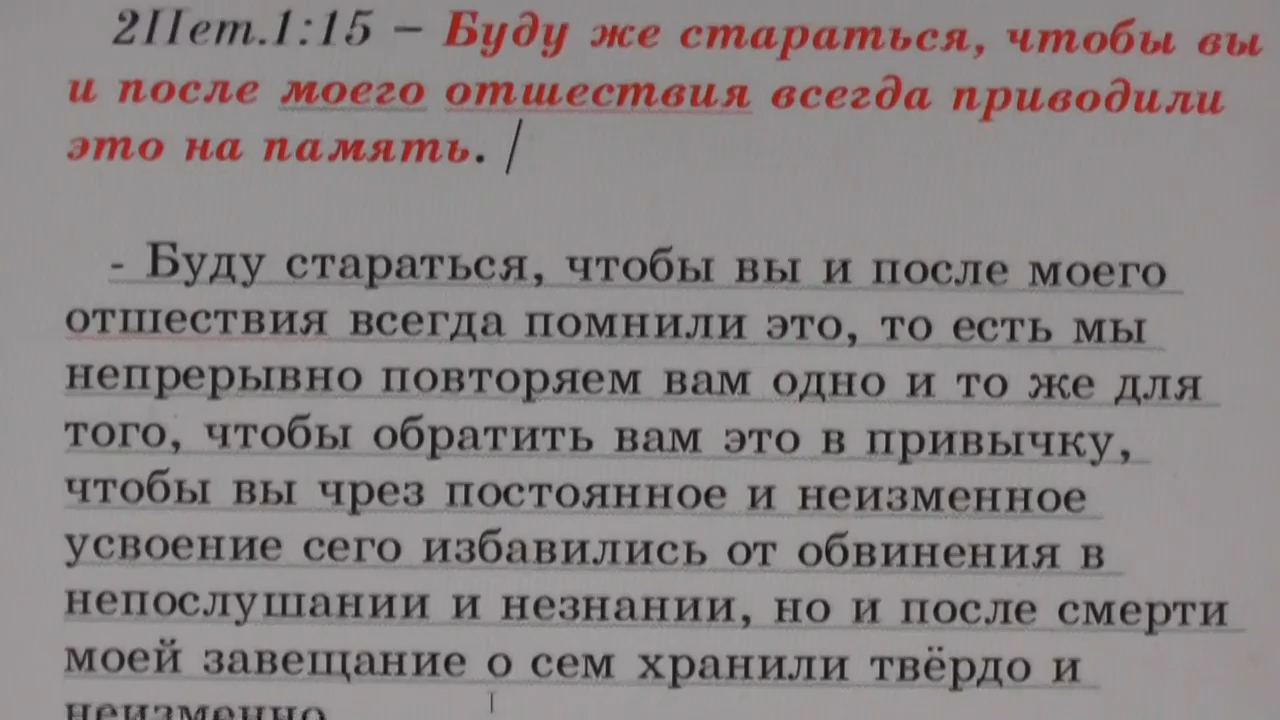 2Пет.1:15 – Буду же стараться, чтобы вы
и после моего отшествия всегда приводили
это на память.
- Буду стараться, чтобы вы и после моего
отшествия всегда помнили это, то есть мы
непрерывно повторяем вам одно и то же для
того, чтобы обратить вам это в привычку,
чтобы вы чрез постоянное и неизменное
усвоение сего избавились от обвинения в
непослушании и незнании, но и после смерти
моей завещание о сем хранили твёрдо и
неизменно